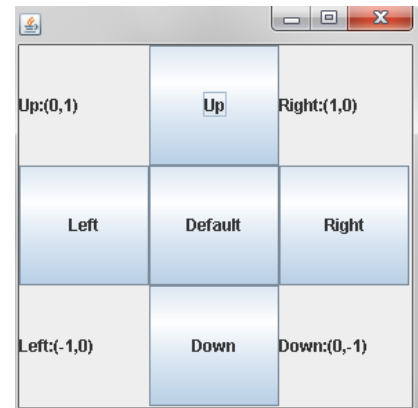 Up:(0,1) Up Right:(1,0)
Left Default Right
Left:(-1,0) Down Down:(0,-1)